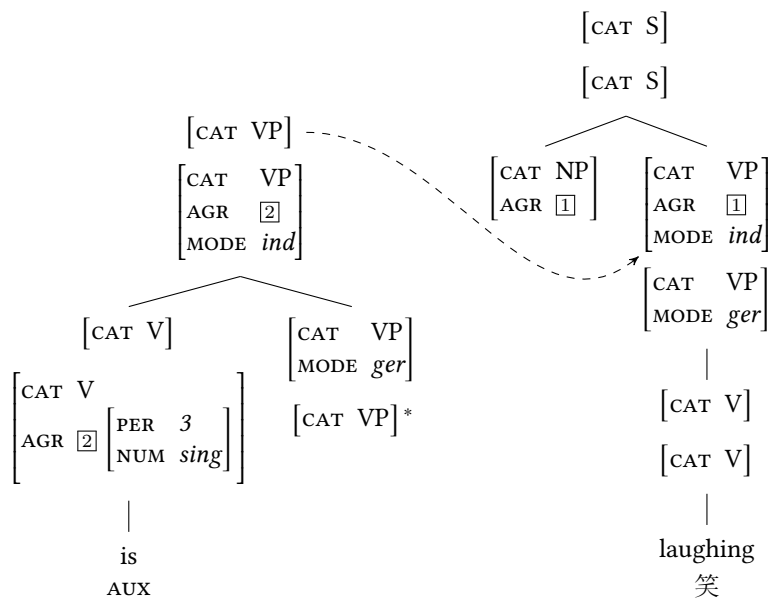 [CAT VP]
[CAT VP
AGR [2]
MODE ind]
[CAT V]
[CAT V
AGR [2] [PER 3
NUM sing]]
is
AUX
[CAT VP
MODE ger]
[CAT VP]*
[CAT S]
[CAT S]
[CAT NP
AGR [1]]
[CAT VP
AGR [1]
MODE ind]
[CAT VP
MODE ger]
[CAT V]
[CAT V]
laughing
笑